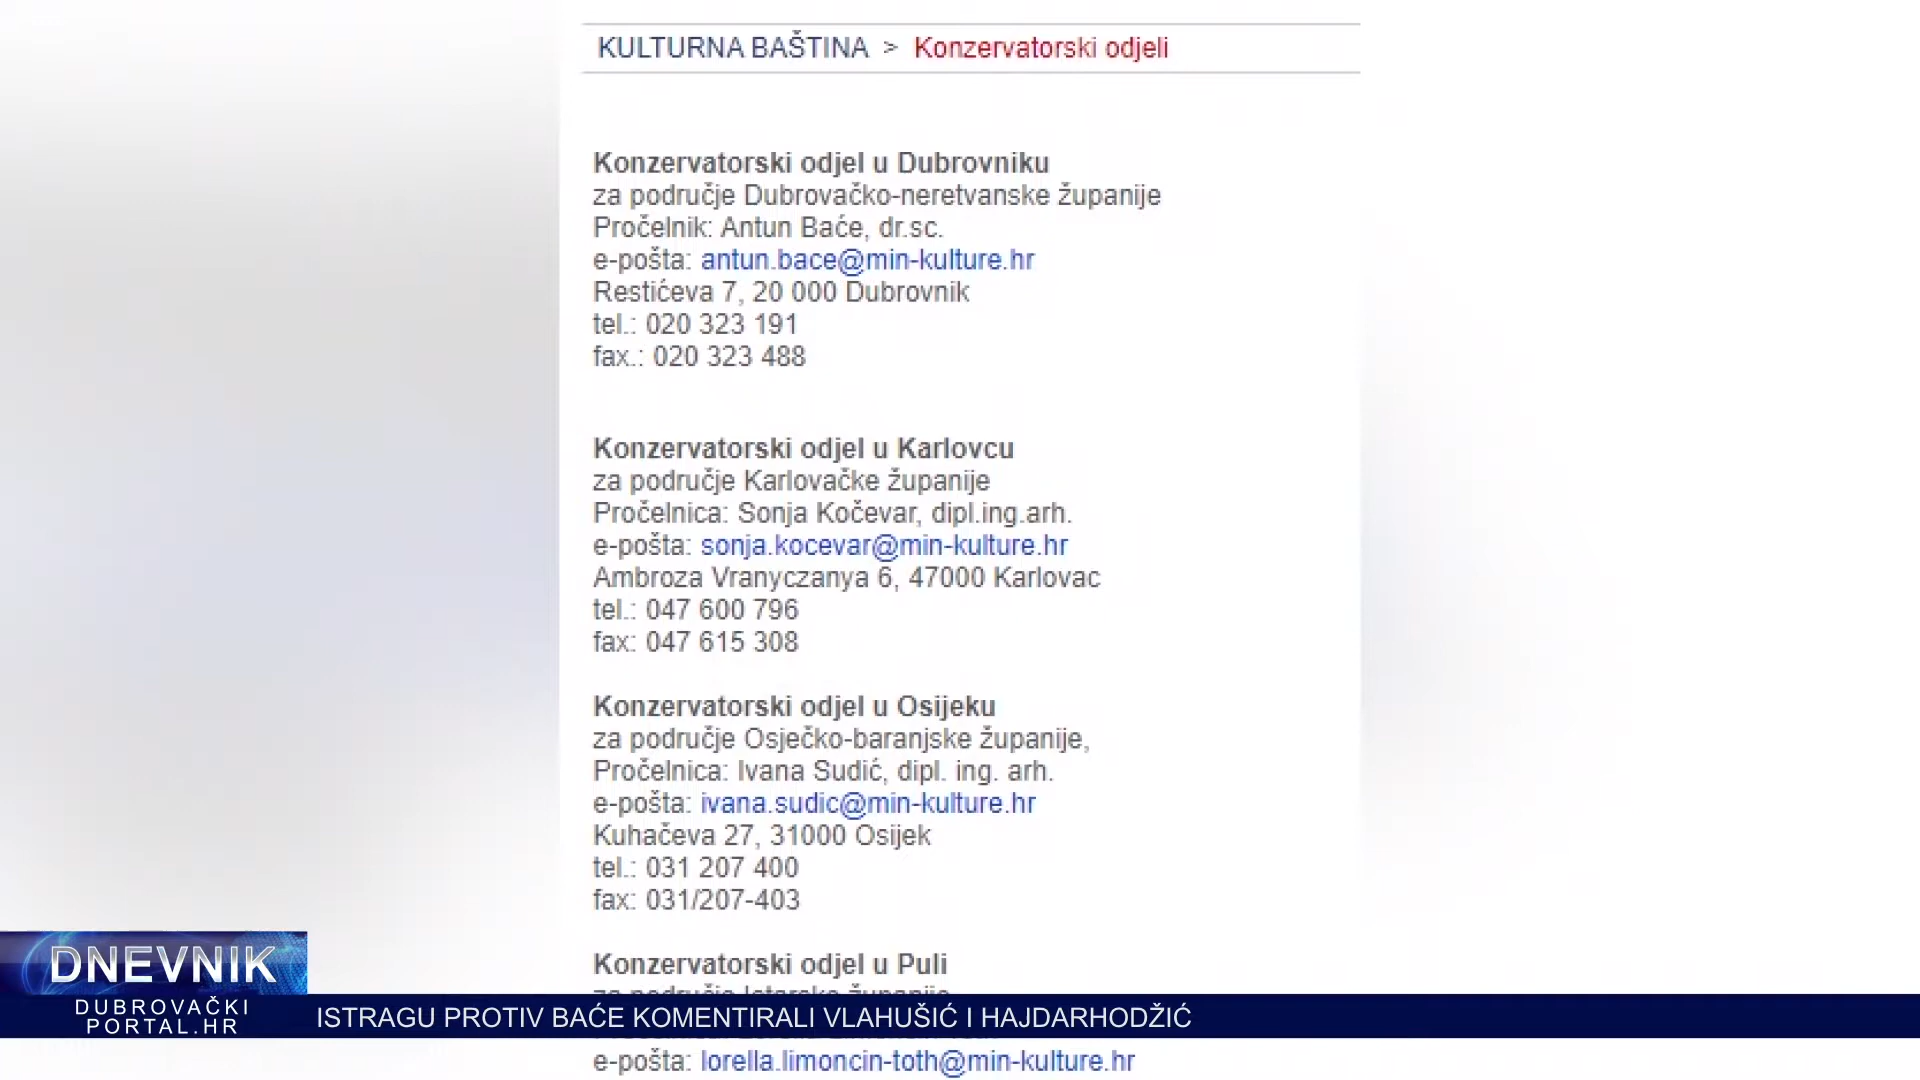 KULTURNA BAŠTINA > Konzervatorski odjeli
Konzervatorski odjel u Dubrovniku
za područje Dubrovačko-neretvanske županije
Pročelnik: Antun Baće, dr.sc.
e-pošta: antun.bace@min-kulture.hr
Restićeva 7, 20 000 Dubrovnik
tel.: 020 323 191
fax.: 020 323 488
Konzervatorski odjel u Karlovcu
za područje Karlovačke županije
Pročelnica: Sonja Kočevar, dipl.ing.arh.
e-pošta: sonja.kocevar@min-kulture.hr
Ambroza Vranyczanya 6, 47000 Karlovac
tel.: 047 600 796
fax: 047 615 308
Konzervatorski odjel u Osijeku
za područje Osječko-baranjske županije,
Pročelnica: Ivana Sudić, dipl. ing. arh.
e-pošta: ivana.sudic@min-kulture.hr
Kuhačeva 27, 31000 Osijek
tel.: 031 207 400
fax: 031/207-403
Konzervatorski odjel u Puli
za područje Istarske županije
e-pošta: lorella.limoncin-toth@min-kulture.hr
DNEVNIK
DUBROVAČKI
PORTAL.HR
ISTRAGU PROTIV BAĆE KOMENTIRALI VLAHUŠIĆ I HAJDARHODŽIĆ